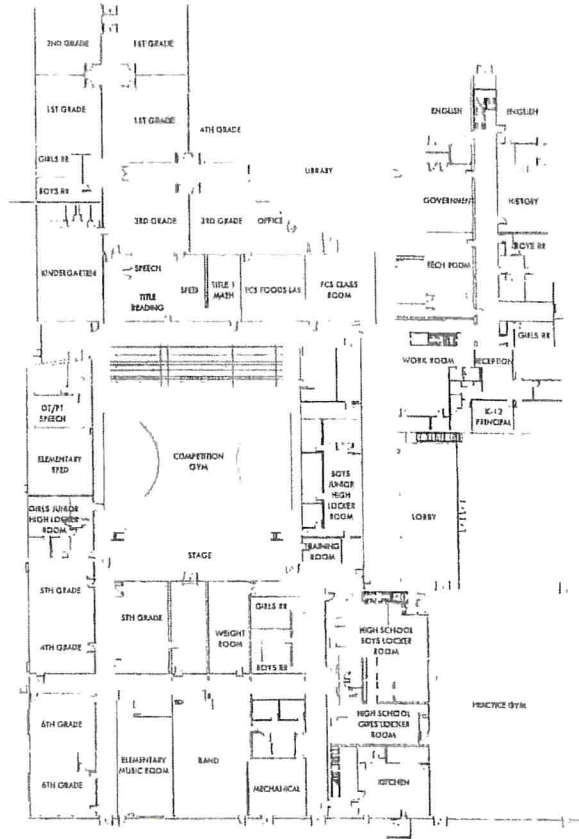 2ND GRADE
1ST GRADE
1ST GRADE
1ST GRADE
4TH GRADE
ENGLISH
ENGLISH
GIRLS RR
BOYS RR
LIBRARY
GOVERNMENT
HISTORY
3RD GRADE
3RD GRADE
OFFICE
BOYS RR
KINDERGARTEN
SPEECH
TITLE
READING
SPED
TITLE 1
MATH
FCS FOODS LAB
FCS CLASS
ROOM
TECH ROOM
GIRLS RR
WORK ROOM
RECEPTION
K-12
PRINCIPAL
OT/PT
SPEECH
ELEMENTARY
SPED
COMPETITION
GYM
BOYS
JUNIOR
HIGH
LOCKER
ROOM
LOBBY
GIRLS JUNIOR
HIGH LOCKER
ROOM
STAGE
TRAINING
ROOM
5TH GRADE
5TH GRADE
GIRLS RR
WEIGHT
ROOM
HIGH SCHOOL
BOYS LOCKER
ROOM
4TH GRADE
BOYS RR
PRACTICE GYM
6TH GRADE
HIGH SCHOOL
GIRLS LOCKER
ROOM
ELEMENTARY
MUSIC ROOM
BAND
6TH GRADE
MECHANICAL
KITCHEN